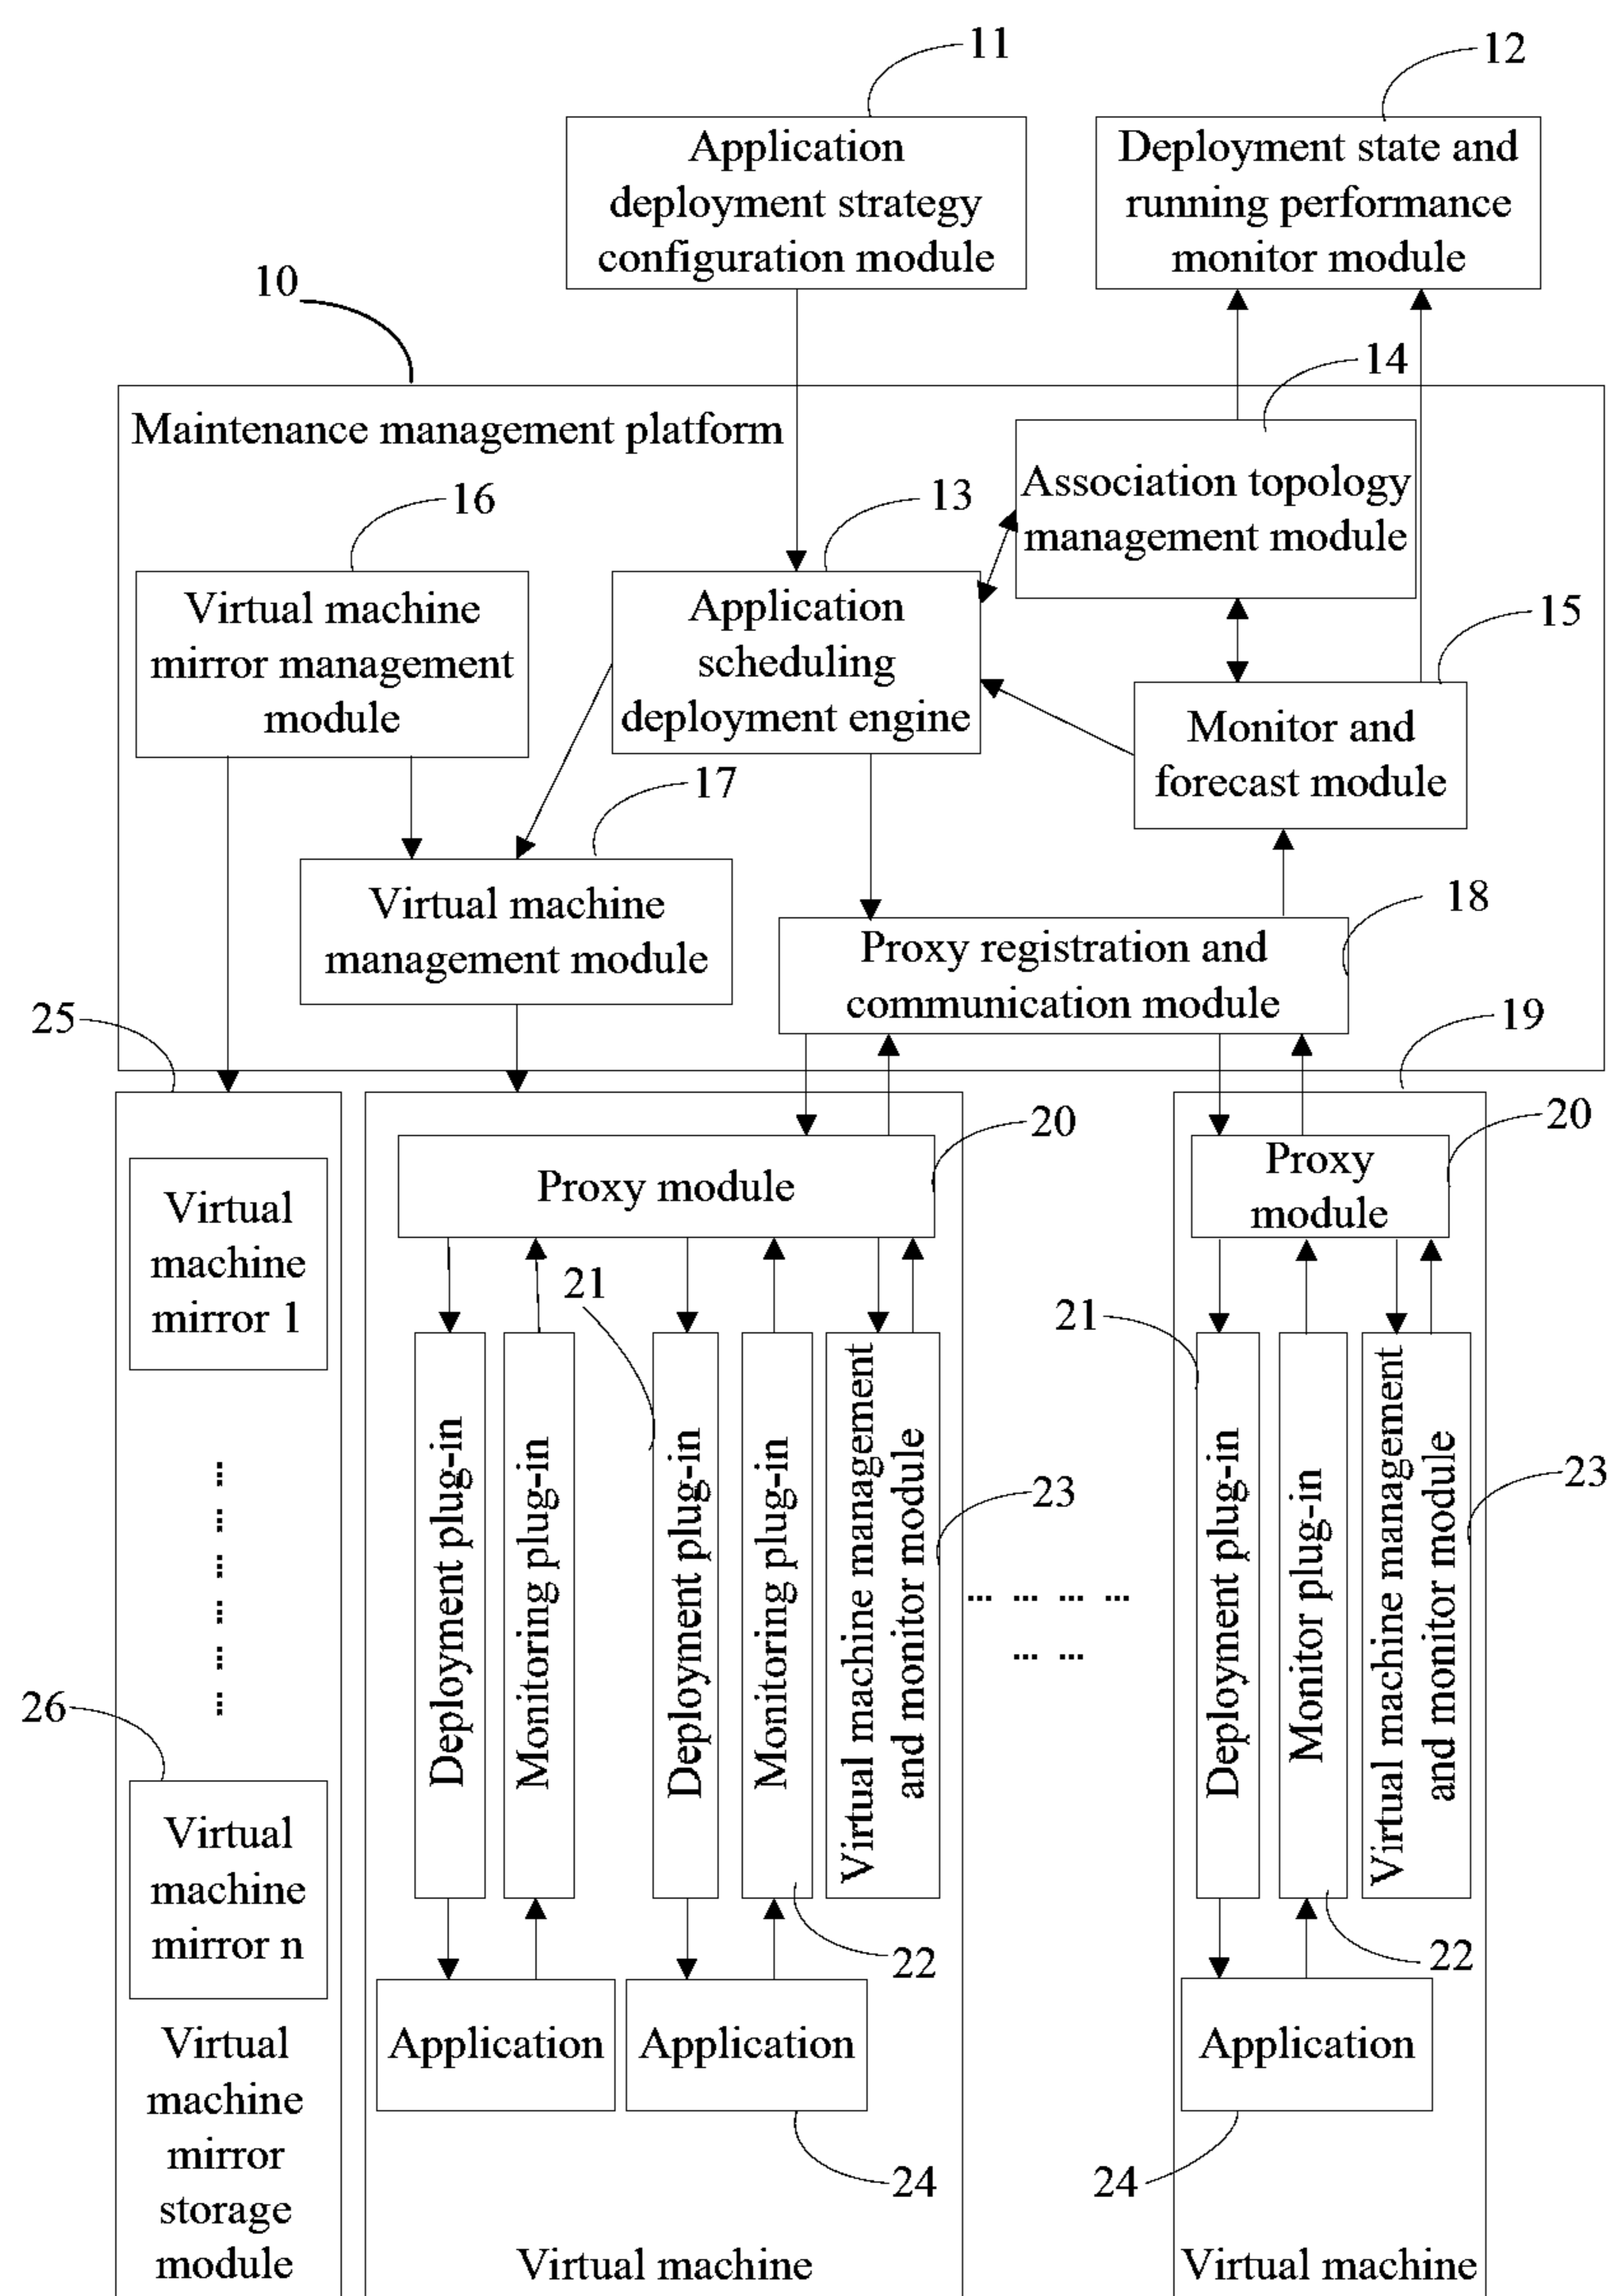 11
12
Application
deployment strategy
configuration module
Deployment state and
running performance
monitor module
10
14
Maintenance management platform
Association topology
management module
16
13
Virtual machine
mirror management
module
Application
scheduling
deployment engine
15
Monitor and
forecast module
17
Virtual machine
management module
18
Proxy registration and
communication module
25
19
20
20
Proxy module
Proxy
module
Virtual
machine
mirror 1
21
21
Deployment plug-in
Monitoring plug-in
Deployment plug-in
Monitoring plug-in
Virtual machine management
and monitor module
23
... ... ... ...
... ...
Deployment plug-in
Monitor plug-in
Virtual machine management
and monitor module
23
...
...
...
...
...
...
26
Virtual
machine
mirror n
22
22
Application
Application
Application
24
24
Virtual
machine
mirror
storage
module
Virtual machine
Virtual machine